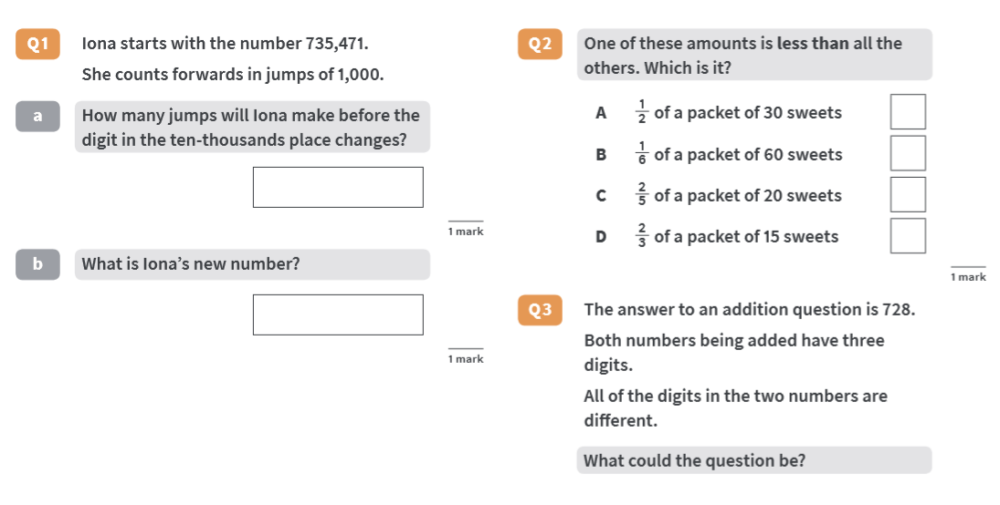 Q1 Iona starts with the number 735,471.
She counts forwards in jumps of 1,000.
a How many jumps will Iona make before the
digit in the ten-thousands place changes?
1 mark
b What is Iona's new number?
1 mark
Q2 One of these amounts is less than all the
others. Which is it?
A 1/2 of a packet of 30 sweets
B 1/6 of a packet of 60 sweets
C 2/5 of a packet of 20 sweets
D 2/3 of a packet of 15 sweets
1 mark
Q3 The answer to an addition question is 728.
Both numbers being added have three
digits.
All of the digits in the two numbers are
different.
What could the question be?